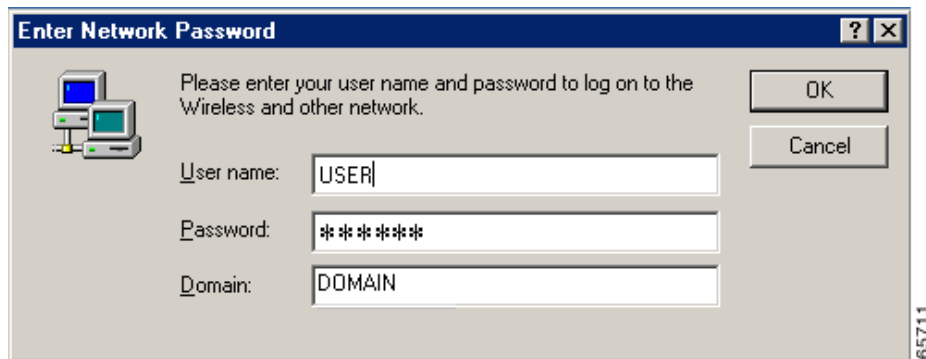 Enter Network Password
Please enter your user name and password to log on to the
Wireless and other network.
OK
Cancel
User name: USER
Password: ******
Domain: DOMAIN
65711